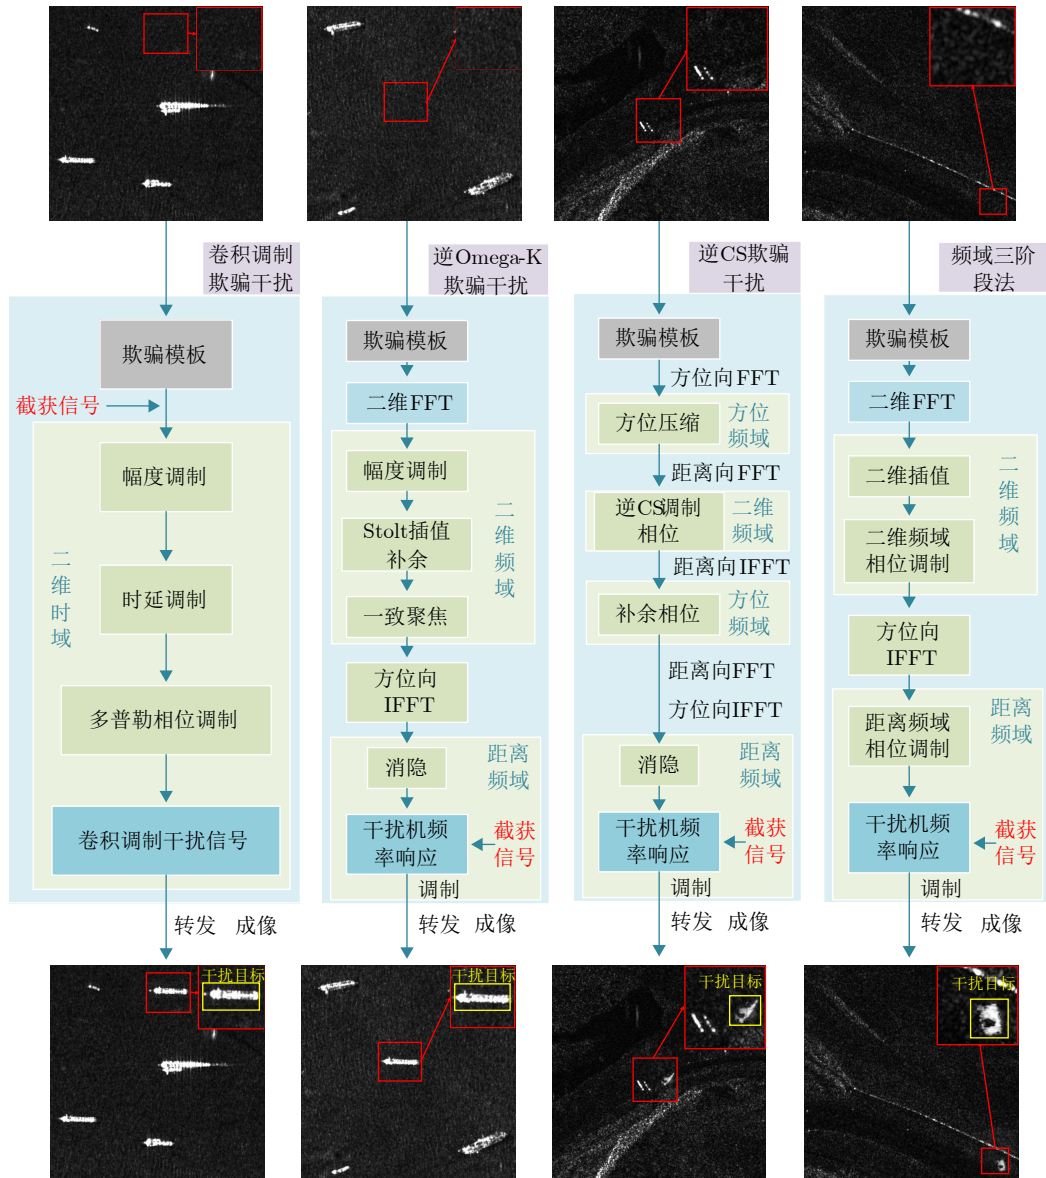 卷积调制
欺骗干扰
欺骗模板
截获信号
幅度调制
二
维
时
域
时延调制
多普勒相位调制
卷积调制干扰信号
转发 成像
干扰目标
逆Omega-K
欺骗干扰
欺骗模板
二维FFT
幅度调制
Stolt插值
补余
一致聚焦
二
维
频
域
方位向
IFFT
消隐
距离
频域
干扰机频
率响应
截获
信号
调制
转发 成像
干扰目标
逆CS欺骗
干扰
欺骗模板
方位向FFT
方位压缩
方位
频域
距离向FFT
逆CS调制
相位
二维
频域
距离向IFFT
补余相位
方位
频域
距离向FFT
方位向IFFT
消隐
距离
频域
干扰机频
率响应
截获
信号
调制
转发 成像
干扰目标
频域三阶
段法
欺骗模板
二维FFT
二维插值
二维频域
相位调制
二
维
频
域
方位向
IFFT
距离频域
相位调制
距离
频域
干扰机频
率响应
截获
信号
调制
转发 成像
干扰目标